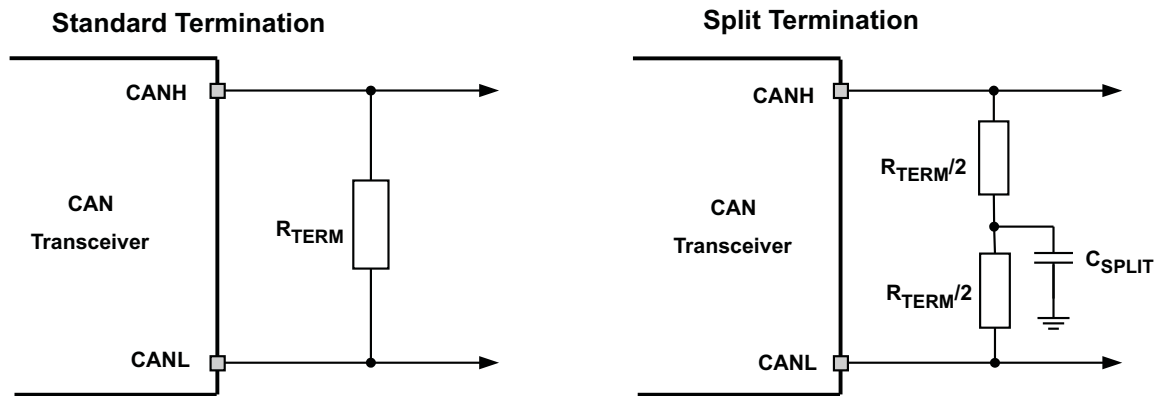 Standard Termination
CANH
CAN
Transceiver
RTERM
CANL
Split Termination
CANH
CAN
Transceiver
RTERM/2
RTERM/2
CSPLIT
CANL